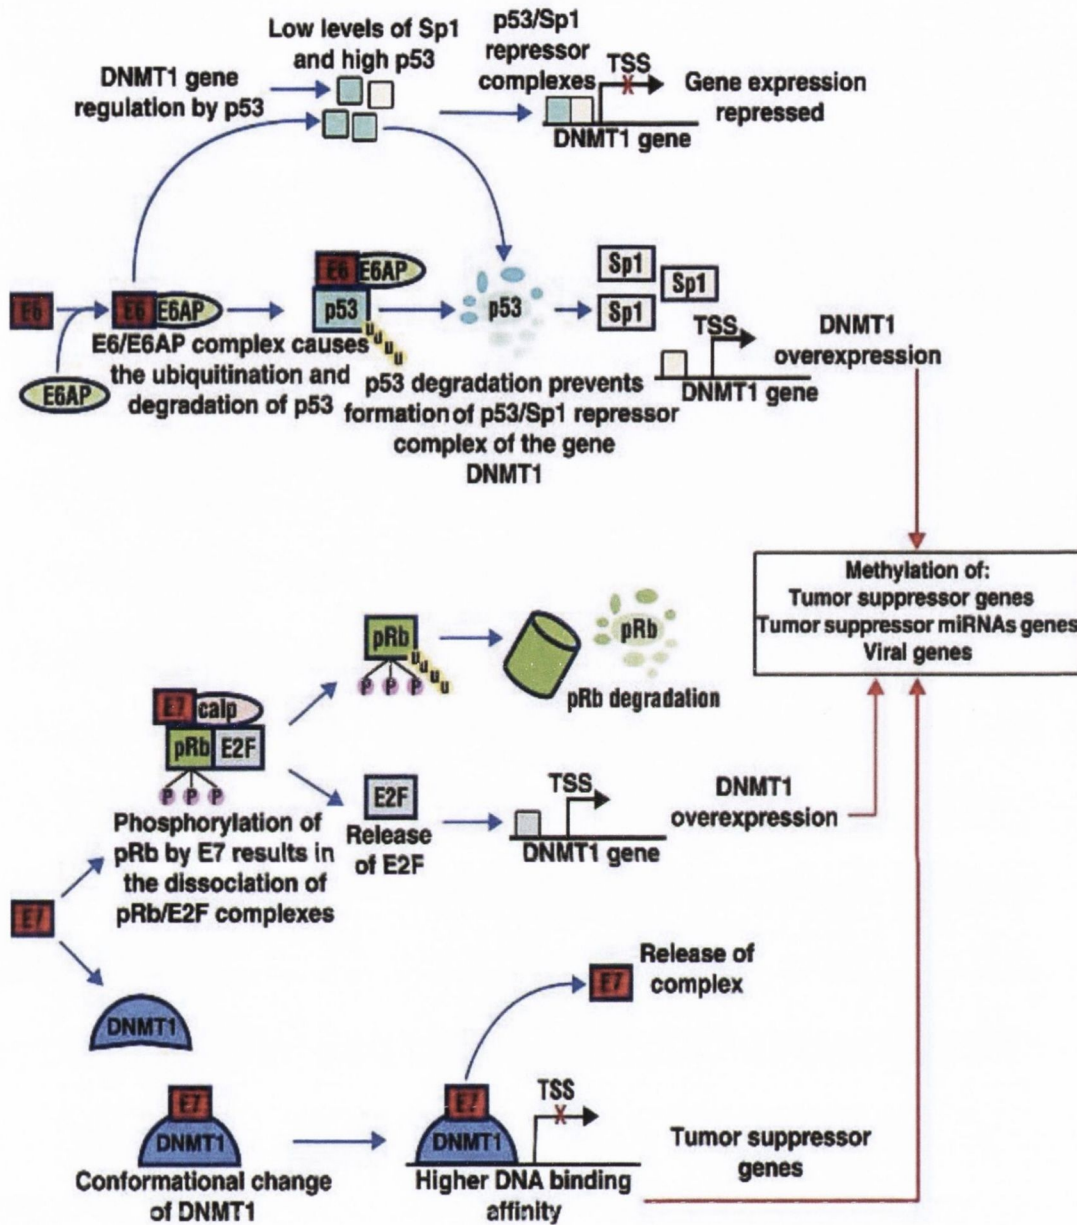 Low levels of Sp1
and high p53
p53/Sp1
repressor
complexes
TSS
X
DNMT1 gene
regulation by p53
Gene expression
repressed
DNMT1 gene
E6
E6
E6AP
E6AP
E6/E6AP complex causes
the ubiquitination and
degradation of p53
E6
E6AP
p53
U
U
U
U
p53
p53 degradation prevents
formation of p53/Sp1 repressor
complex of the gene
DNMT1
Sp1
Sp1
Sp1
TSS
DNMT1 gene
DNMT1
overexpression
Methylation of:
Tumor suppressor genes
Tumor suppressor miRNAs genes
Viral genes
pRb
P P P
U
U
U
U
pRb
pRb degradation
E7
calp
pRb
E2F
P P P
Phosphorylation of
pRb by E7 results in
the dissociation of
pRb/E2F complexes
E2F
Release
of E2F
TSS
DNMT1 gene
DNMT1
overexpression
E7
DNMT1
E7
DNMT1
Conformational change
of DNMT1
E7
Release of
complex
E7
DNMT1
TSS
X
Higher DNA binding
affinity
Tumor suppressor
genes